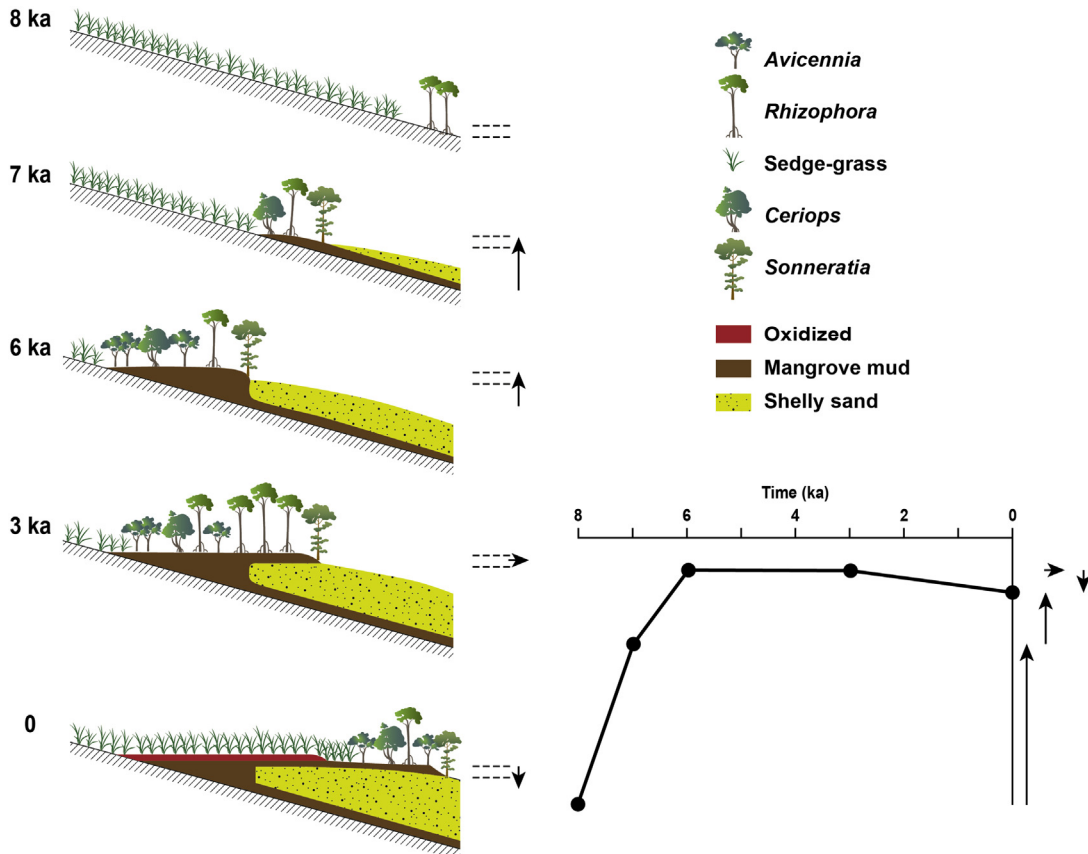 8 ka
7 ka
6 ka
3 ka
0
Avicennia
Rhizophora
Sedge-grass
Ceriops
Sonneratia
Oxidized
Mangrove mud
Shelly sand
Time (ka)
8 6 4 2 0